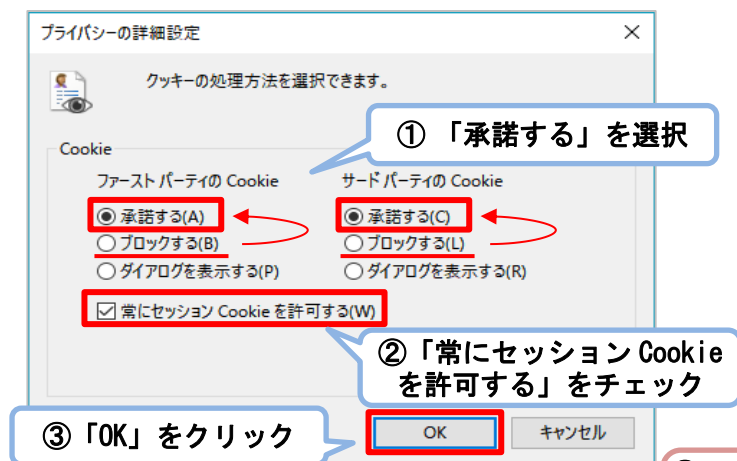 プライバシーの詳細設定
クッキーの処理方法を選択できます。
① 「承諾する」を選択
Cookie
ファースト パーティの Cookie
サード パーティの Cookie
承諾する(A)
承諾する(C)
ブロックする(B)
ブロックする(L)
ダイアログを表示する(P)
ダイアログを表示する(R)
常にセッション Cookie を許可する(W)
②「常にセッション Cookie
を許可する」をチェック
③「OK」をクリック
OK
キャンセル